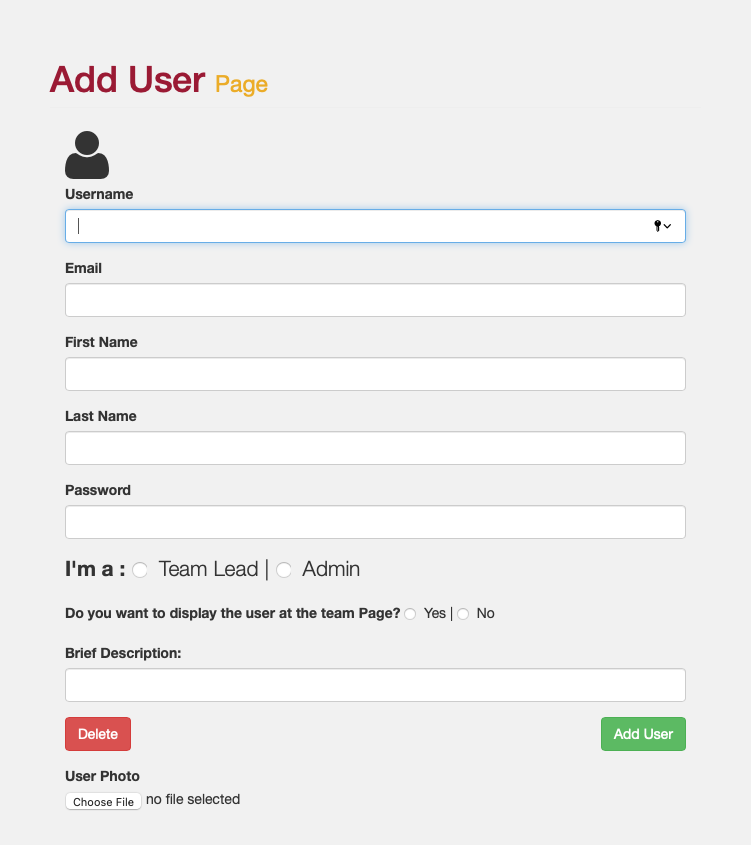 Add User Page
Username
Email
First Name
Last Name
Password
I'm a : Team Lead | Admin
Do you want to display the user at the team Page? Yes | No
Brief Description:
Delete Add User
User Photo
Choose File no file selected